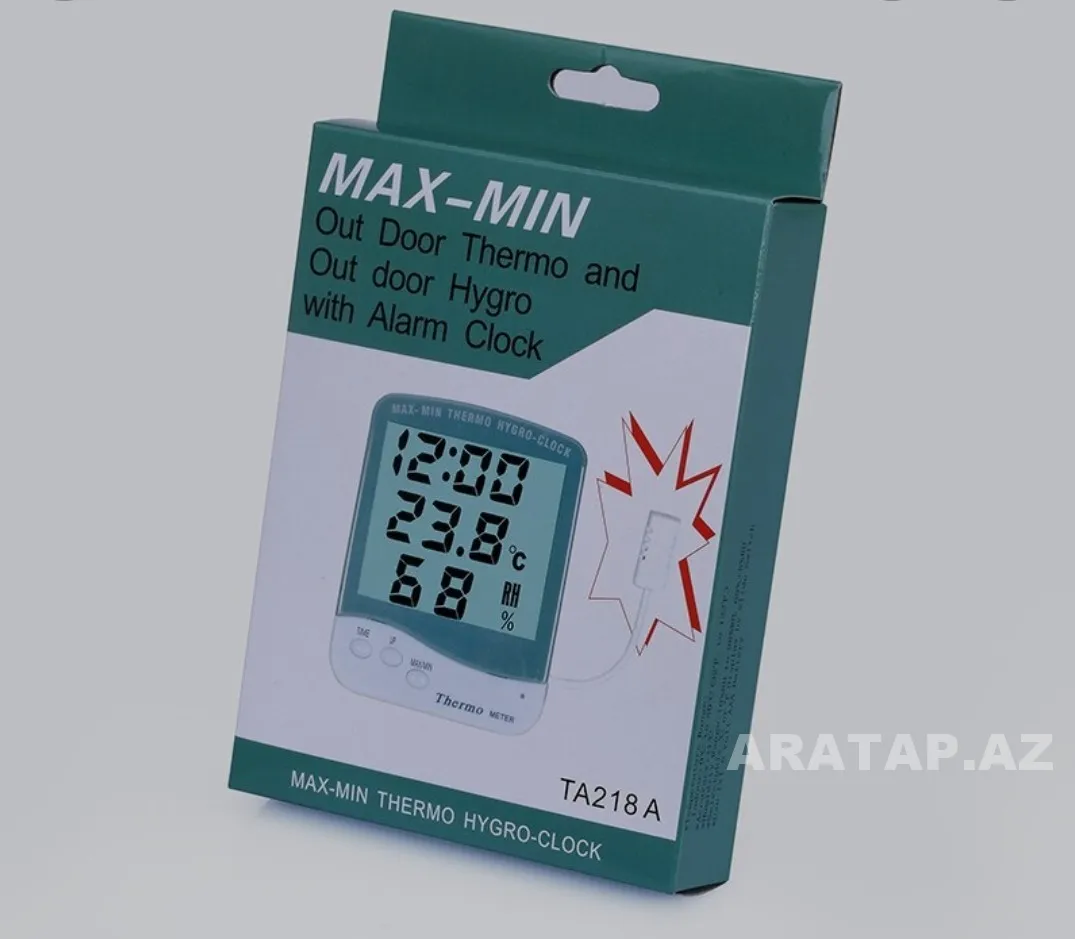 MAX-MIN
Out Door Thermo and
Out door Hygro
with Alarm Clock
MAX-MIN THERMO HYGRO-CLOCK
12:00
23.8 °C
68 RH %
TIME UP MAX/MIN
Thermo METER
TA218 A
MAX-MIN THERMO HYGRO-CLOCK
ARATAP.AZ